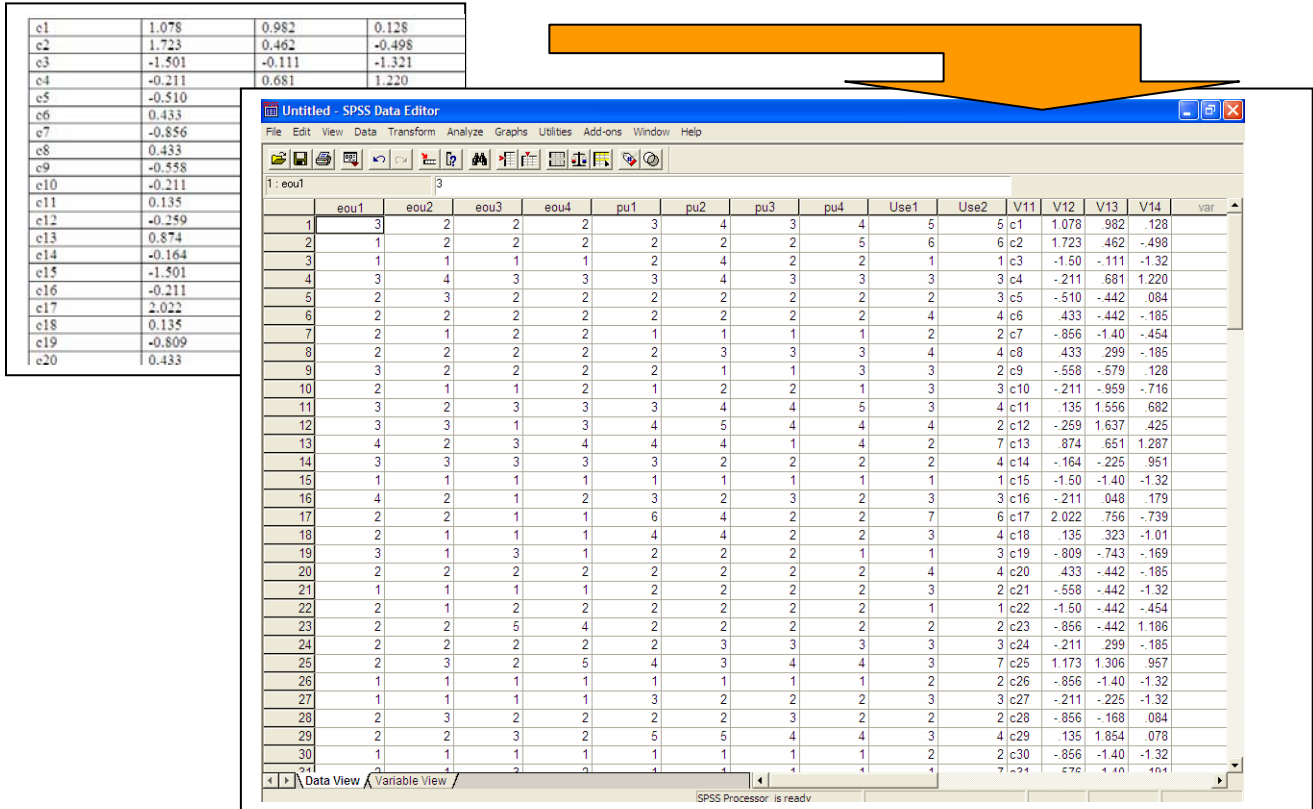 c1 1.078 0.982 0.128
c2 1.723 0.462 -0.498
c3 -1.501 -0.111 -1.321
c4 -0.211 0.681 1.220
c5 -0.510
c6 0.433
c7 -0.856
c8 0.433
c9 -0.558
c10 -0.211
c11 0.135
c12 -0.259
c13 0.874
c14 -0.164
c15 -1.501
c16 -0.211
c17 2.022
c18 0.135
c19 -0.809
c20 0.433
Untitled - SPSS Data Editor
File Edit View Data Transform Analyze Graphs Utilities Add-ons Window Help
1 : eou1 3
eou1 eou2 eou3 eou4 pu1 pu2 pu3 pu4 Use1 Use2 V11 V12 V13 V14 var
1 3 2 2 2 3 4 3 4 5 5 c1 1.078 .982 .128
2 1 2 2 2 2 2 2 5 6 6 c2 1.723 .462 -.498
3 1 1 1 1 2 4 2 2 1 1 c3 -1.50 -.111 -1.32
4 3 4 3 3 3 4 3 3 3 3 c4 -.211 .681 1.220
5 2 3 2 2 2 2 2 2 2 3 c5 -.510 -.442 .084
6 2 2 2 2 2 2 2 2 4 4 c6 .433 -.442 -.185
7 2 1 2 2 1 1 1 1 2 2 c7 -.856 -1.40 -.454
8 2 2 2 2 2 3 3 3 4 4 c8 .433 .299 -.185
9 3 2 2 2 2 1 1 3 3 2 c9 -.558 -.579 .128
10 2 1 1 2 1 2 2 1 3 3 c10 -.211 -.959 -.716
11 3 2 3 3 3 4 4 5 3 4 c11 .135 1.556 .682
12 3 3 1 3 4 5 4 4 4 2 c12 -.259 1.637 .425
13 4 2 3 4 4 4 1 4 2 7 c13 .874 .651 1.287
14 3 3 3 3 3 2 2 2 2 4 c14 -.164 -.225 .951
15 1 1 1 1 1 1 1 1 1 1 c15 -1.50 -1.40 -1.32
16 4 2 1 2 3 2 3 2 3 3 c16 -.211 .048 .179
17 2 2 1 1 6 4 2 2 7 6 c17 2.022 .756 -.739
18 2 1 1 1 4 4 2 2 3 4 c18 .135 .323 -1.01
19 3 1 3 1 2 2 2 1 1 3 c19 -.809 -.743 -.169
20 2 2 2 2 2 2 2 2 4 4 c20 .433 -.442 -.185
21 1 1 1 1 2 2 2 2 3 2 c21 -.558 -.442 -1.32
22 2 1 2 2 2 2 2 2 1 1 c22 -1.50 -.442 -.454
23 2 2 5 4 2 2 2 2 2 2 c23 -.856 -.442 1.186
24 2 2 2 2 2 3 3 3 3 3 c24 -.211 .299 -.185
25 2 3 2 5 4 3 4 4 3 7 c25 1.173 1.306 .957
26 1 1 1 1 1 1 1 1 2 2 c26 -.856 -1.40 -1.32
27 1 1 1 1 3 2 2 2 3 3 c27 -.211 -.225 -1.32
28 2 3 2 2 2 2 3 2 2 2 c28 -.856 -.168 .084
29 2 2 3 2 5 5 4 4 3 4 c29 .135 1.854 .078
30 1 1 1 1 1 1 1 1 2 2 c30 -.856 -1.40 -1.32
Data View Variable View
SPSS Processor is ready